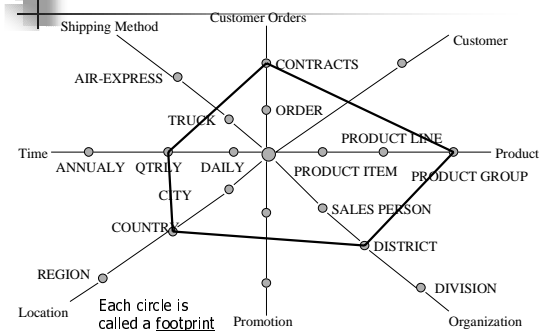 Customer Orders
Shipping Method
Customer
CONTRACTS
AIR-EXPRESS
ORDER
TRUCK
PRODUCT LINE
Time
Product
ANNUALY QTRLY DAILY
PRODUCT ITEM
PRODUCT GROUP
CITY
SALES PERSON
COUNTRY
DISTRICT
REGION
DIVISION
Location
Each circle is
called a footprint
Promotion
Organization